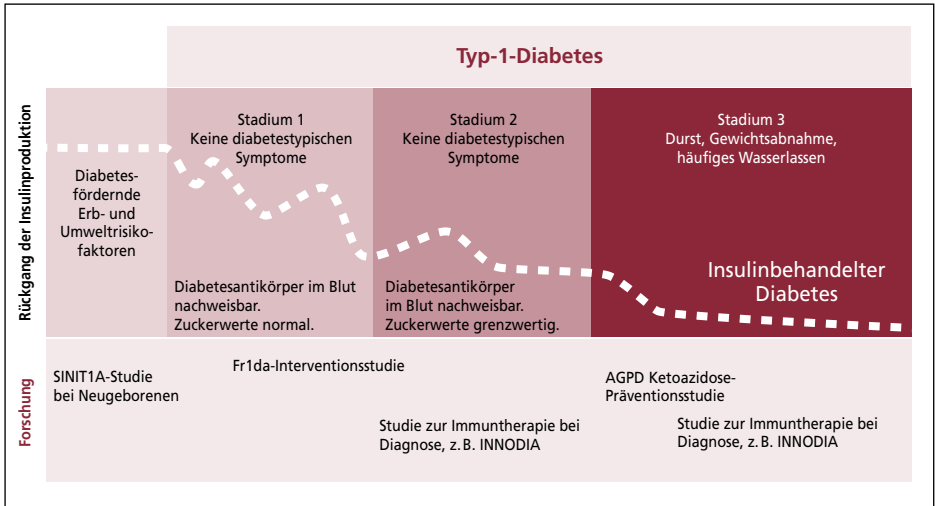 Typ-1-Diabetes
Rückgang der Insulinproduktion
Diabetes-
fördernde
Erb- und
Umweltrisiko-
faktoren
Stadium 1
Keine diabetestypischen
Symptome
Diabetesantikörper im Blut
nachweisbar.
Zuckerwerte normal.
Stadium 2
Keine diabetestypischen
Symptome
Diabetesantikörper
im Blut nachweisbar.
Zuckerwerte grenzwertig.
Stadium 3
Durst, Gewichtsabnahme,
häufiges Wasserlassen
Insulinbehandelter
Diabetes
Forschung
SINIT1A-Studie
bei Neugeborenen
Fr1da-Interventionsstudie
Studie zur Immuntherapie bei
Diagnose, z. B. INNODIA
AGPD Ketoazidose-
Präventionsstudie
Studie zur Immuntherapie bei
Diagnose, z. B. INNODIA